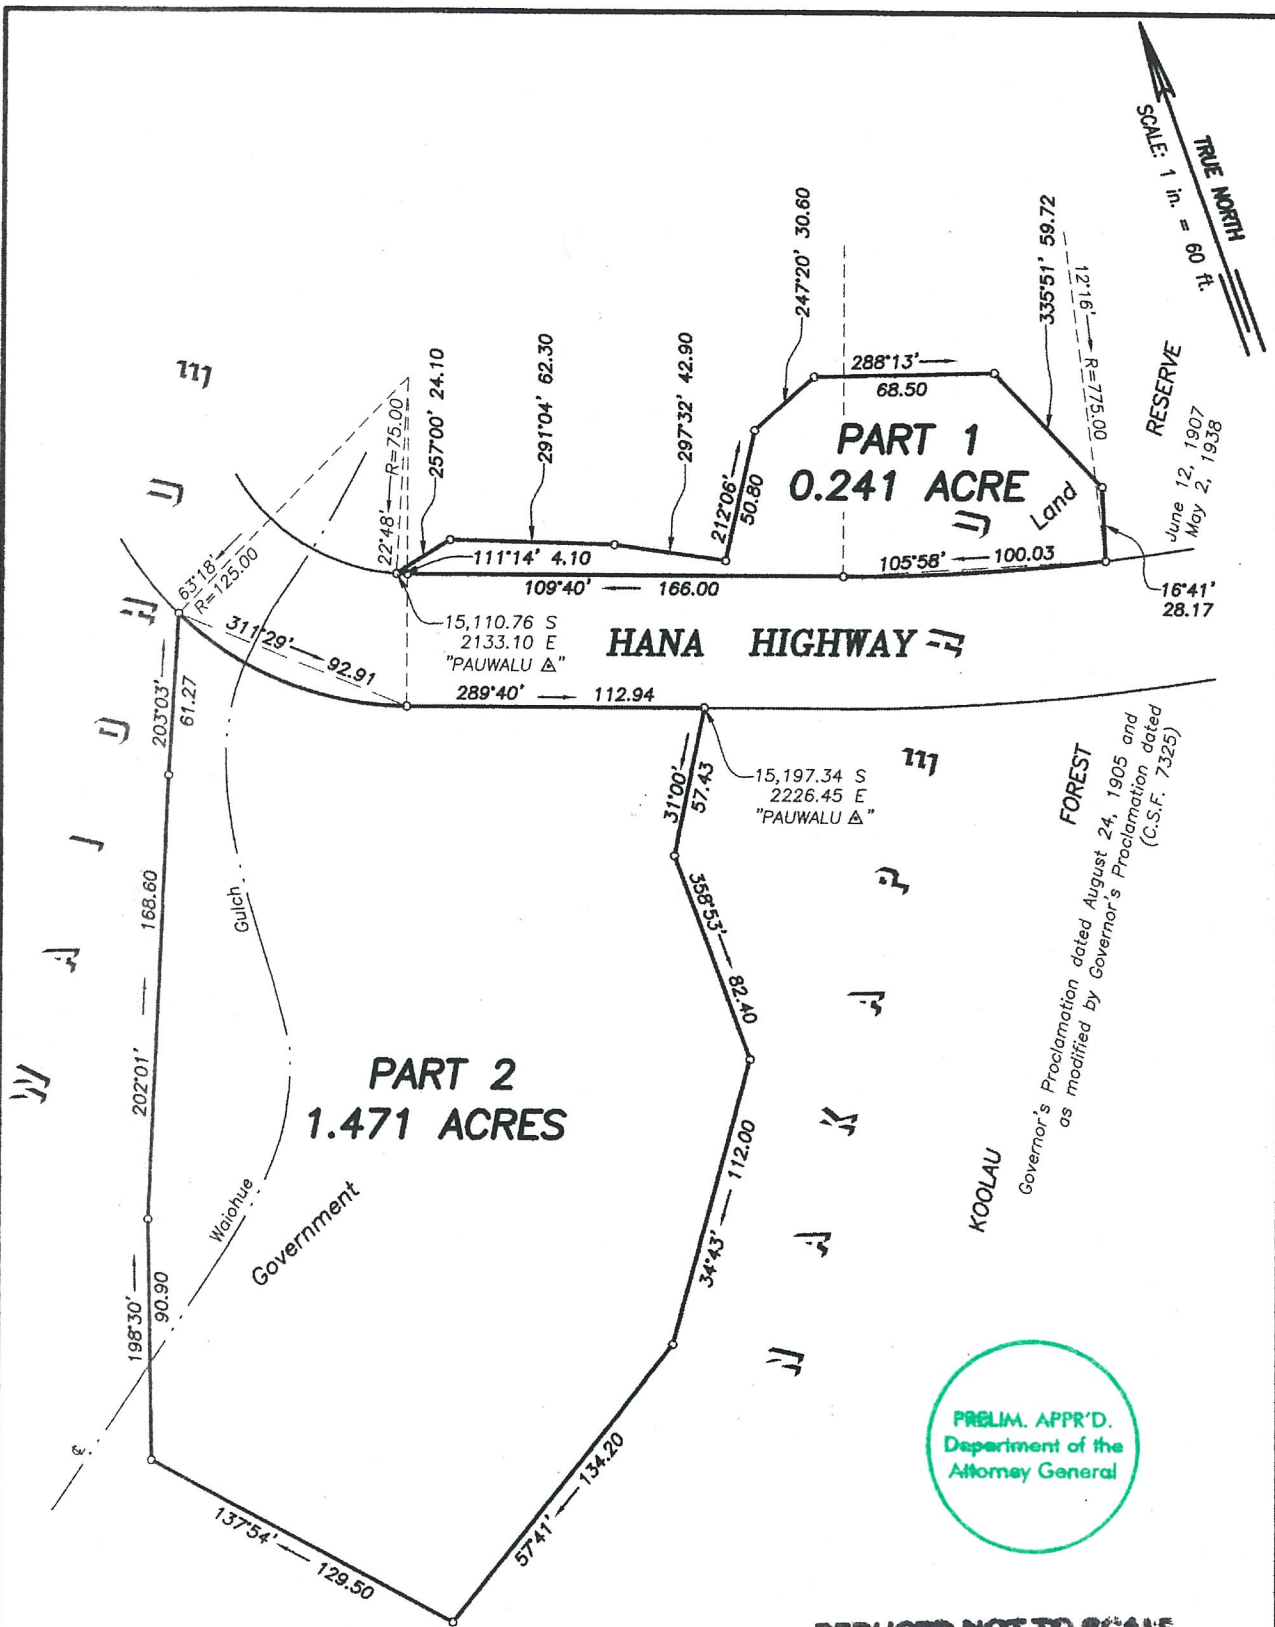 TRUE NORTH
SCALE: 1 in. = 60 ft.
247°20' 30.60
335°51' 59.72
12°16' R=775.00
RESERVE
June 12, 1907
May 2, 1938
257°00' 24.10
291°04' 62.30
297°32' 42.90
22°48' R=75.00
288°13'
68.50
PART 1
0.241 ACRE
Land
212°06'
50.80
111°14' 4.10
109°40' 166.00
105°58' 100.03
16°41'
28.17
63°18'
R=125.00
15,110.76 S
2133.10 E
"PAUWALU"
HANA HIGHWAY
311°29' 92.91
289°40' 112.94
203°03'
61.27
31°00'
57.43
15,197.34 S
2226.45 E
"PAUWALU"
FOREST
Governor's Proclamation dated August 24, 1905 and
as modified by Governor's Proclamation dated
(C.S.F. 7325)
KOOLAU
358°53' 82.40
202°01' 168.60
Gulch
Waiohue
PART 2
1.471 ACRES
Government
34°43' 112.00
198°30'
90.90
57°41' 134.20
137°54' 129.50
WAIOHUE
NAKAPEHU
PRELIM. APPR'D.
Department of the
Attorney General
REDUCED NOT TO SCALE